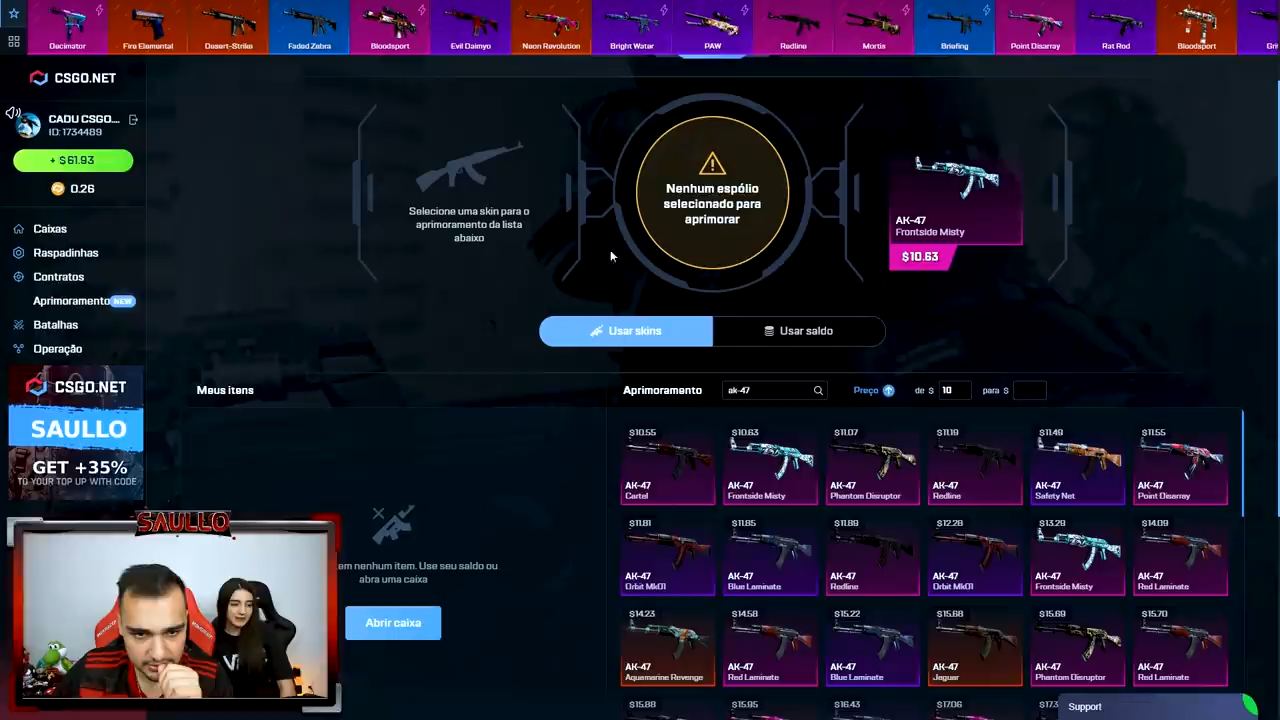 Decimator
Fire Elemental
Desert-Strike
Faded Zebra
Bloodsport
Evil Daimyo
Neon Revolution
Bright Water
PAW
Redline
Mortis
Briefing
Point Disarray
Rat Rod
Bloodsport
CSGO.NET
CADU CSGO...
ID: 1734489
+ $61.93
0.26
Caixas
Raspadinhas
Contratos
Aprimoramento NEW
Batalhas
Operação
CSGO.NET
SAULLO
GET +35%
TO YOUR TOP UP WITH CODE
SAULLO
Selecione uma skin para o
aprimoramento da lista
abaixo
Nenhum espólio
selecionado para
aprimorar
AK-47
Frontside Misty
$10.63
Usar skins
Usar saldo
Meus itens
em nenhum item. Use seu saldo ou
abra uma caixa
Abrir caixa
Aprimoramento
ak-47
Preço
de $ 10
para $
$10.55
AK-47
Cartel
$10.63
AK-47
Frontside Misty
$11.07
AK-47
Phantom Disruptor
$11.19
AK-47
Redline
$11.49
AK-47
Safety Net
$11.55
AK-47
Point Disarray
$11.81
AK-47
Orbit Mk01
$11.85
AK-47
Blue Laminate
$11.89
AK-47
Redline
$12.28
AK-47
Orbit Mk01
$13.29
AK-47
Frontside Misty
$14.09
AK-47
Red Laminate
$14.23
AK-47
Aquamarine Revenge
$14.58
AK-47
Red Laminate
$15.22
AK-47
Blue Laminate
$15.68
AK-47
Jaguar
$15.69
AK-47
Phantom Disruptor
$15.70
AK-47
Red Laminate
$15.88
$15.95
$16.43
$17.06
Support